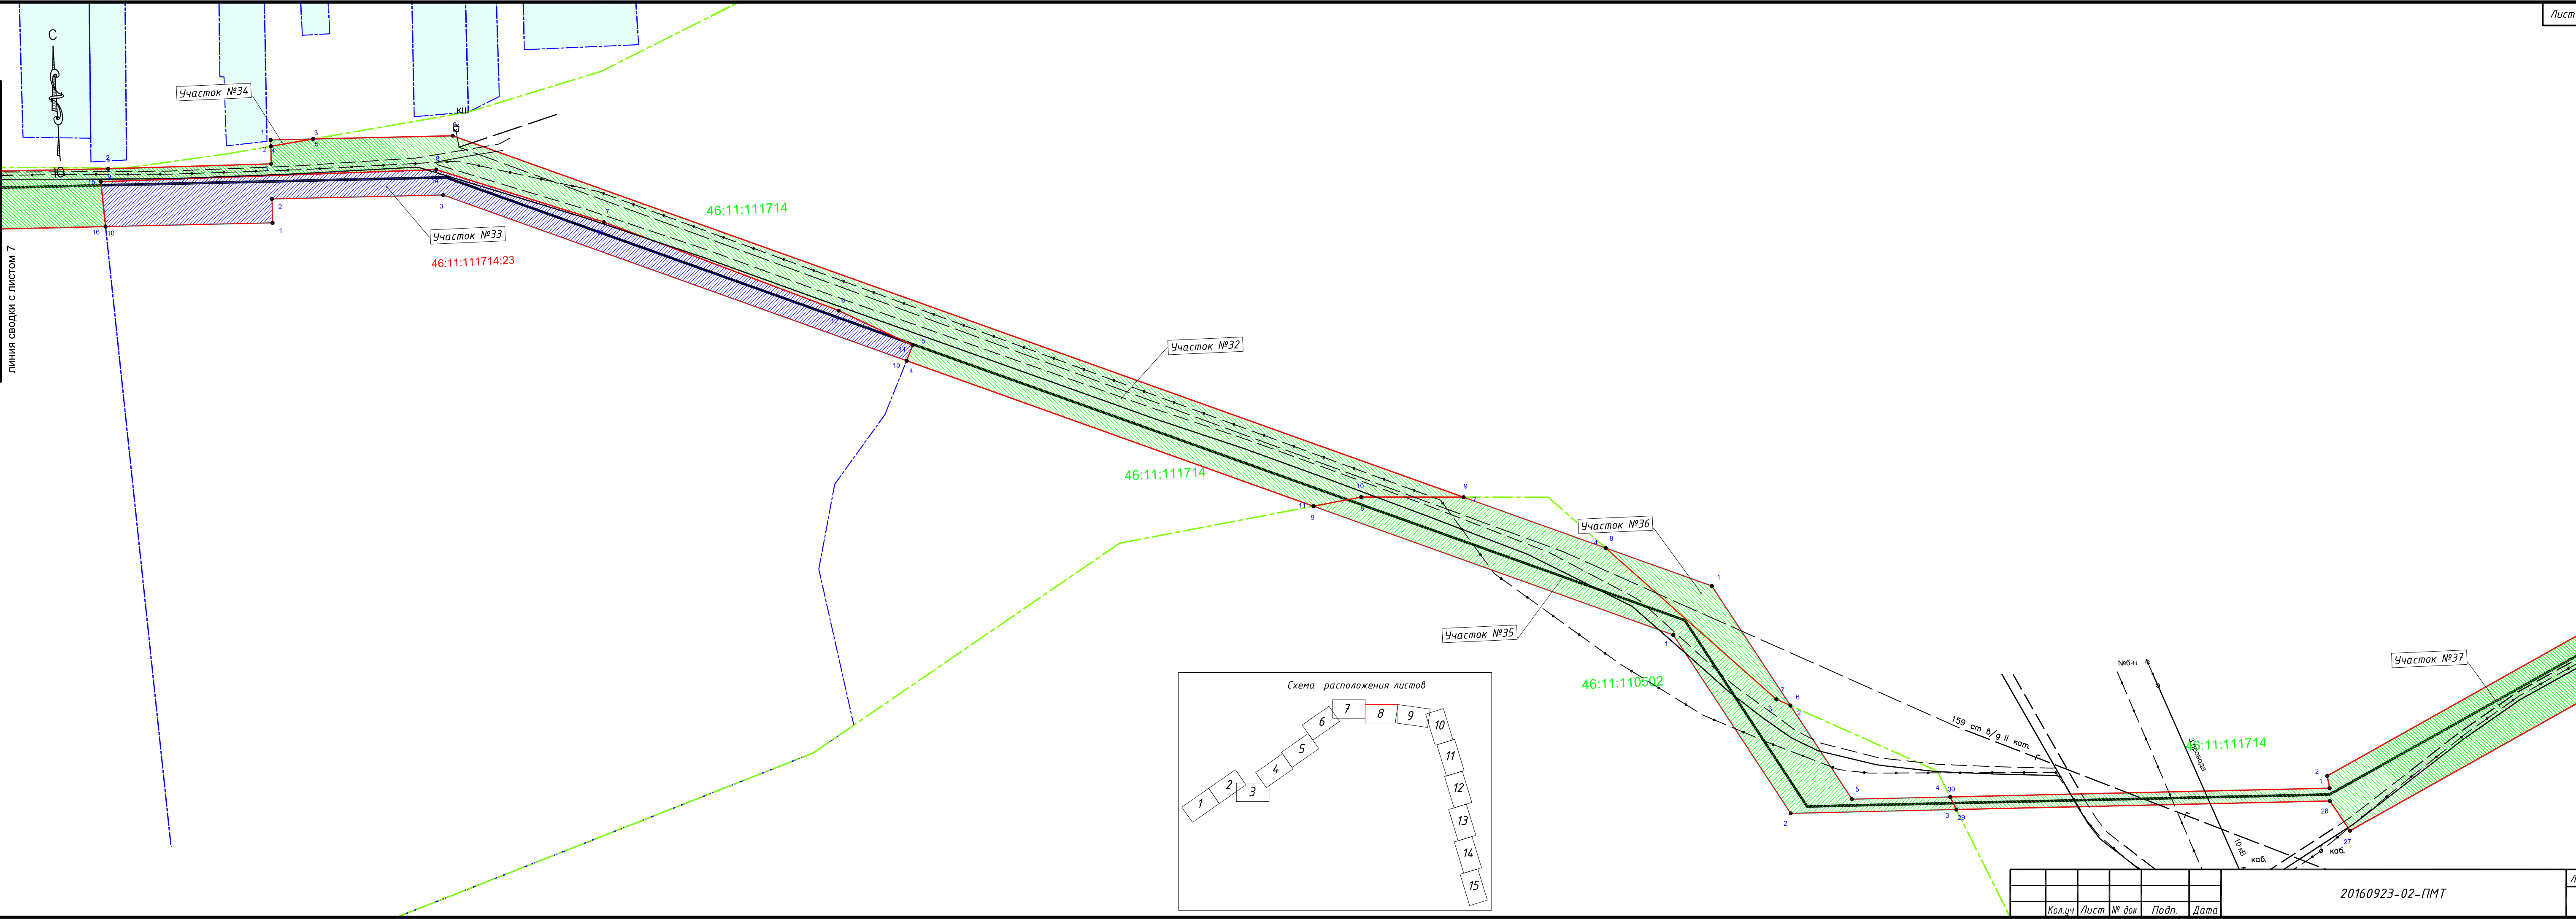 Лист
С
Ю
линия сводки с листом 7
Участок №34
КШ
Участок №33
46:11:111714:23
46:11:111714
Участок №32
46:11:111714
Участок №36
Участок №35
46:11:110502
Участок №37
№б-н
159 ст в/д II кат.
46:11:111714
10 кВ
каб.
каб.
Схема расположения листов
1
2
3
4
5
6
7
8
9
10
11
12
13
14
15
Кол.уч Лист № док Подп. Дата
20160923-02-ПМТ